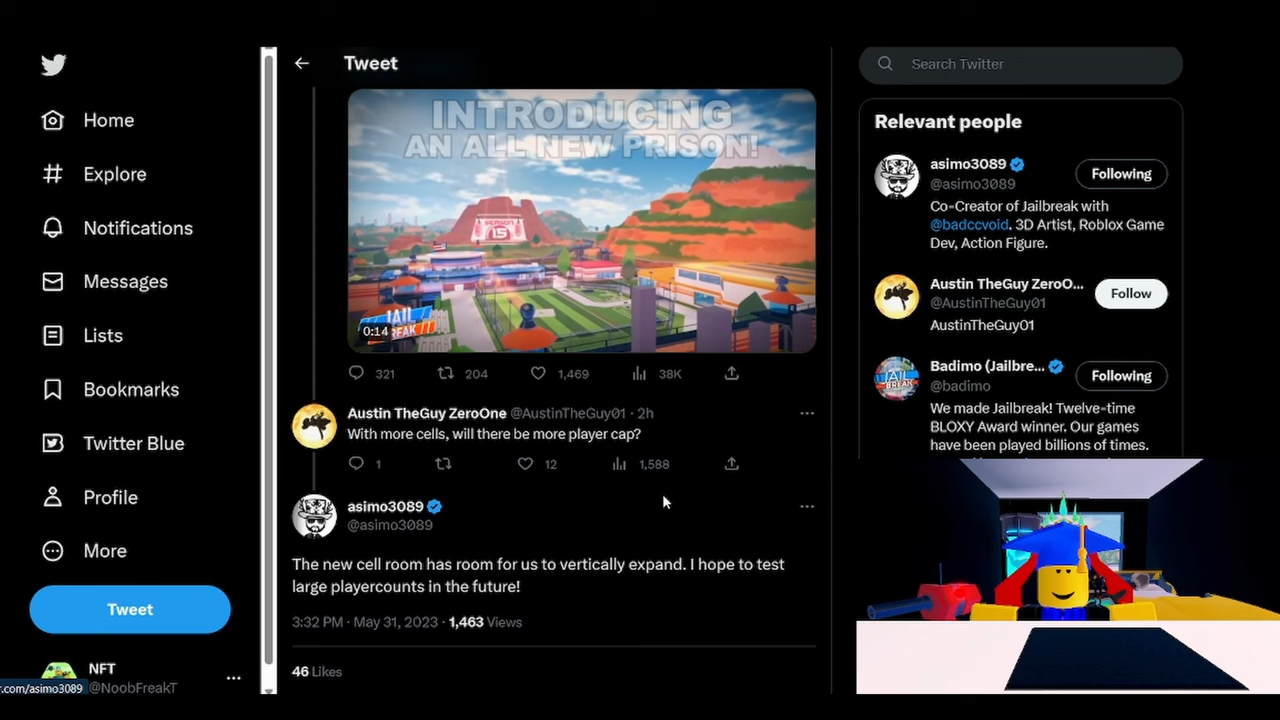 Home
Explore
Notifications
Messages
Lists
Bookmarks
Twitter Blue
Profile
More
Tweet
NFT
@NoobFreakT
r.com/asimo3089
Tweet
INTRODUCING
AN ALL NEW PRISON!
SEASON
15
JAIL
BREAK
0:14
321 204 1,469 38K
Austin TheGuy ZeroOne @AustinTheGuy01 · 2h
With more cells, will there be more player cap?
1 12 1,588
asimo3089
@asimo3089
The new cell room has room for us to vertically expand. I hope to test
large playercounts in the future!
3:32 PM · May 31, 2023 · 1,463 Views
46 Likes
Search Twitter
Relevant people
asimo3089
@asimo3089
Following
Co-Creator of Jailbreak with
@badccvoid. 3D Artist, Roblox Game
Dev, Action Figure.
Austin TheGuy ZeroO...
@AustinTheGuy01
Follow
AustinTheGuy01
JAIL
BREAK
Badimo (Jailbre...
@badimo
Following
We made Jailbreak! Twelve-time
BLOXY Award winner. Our games
have been played billions of times.